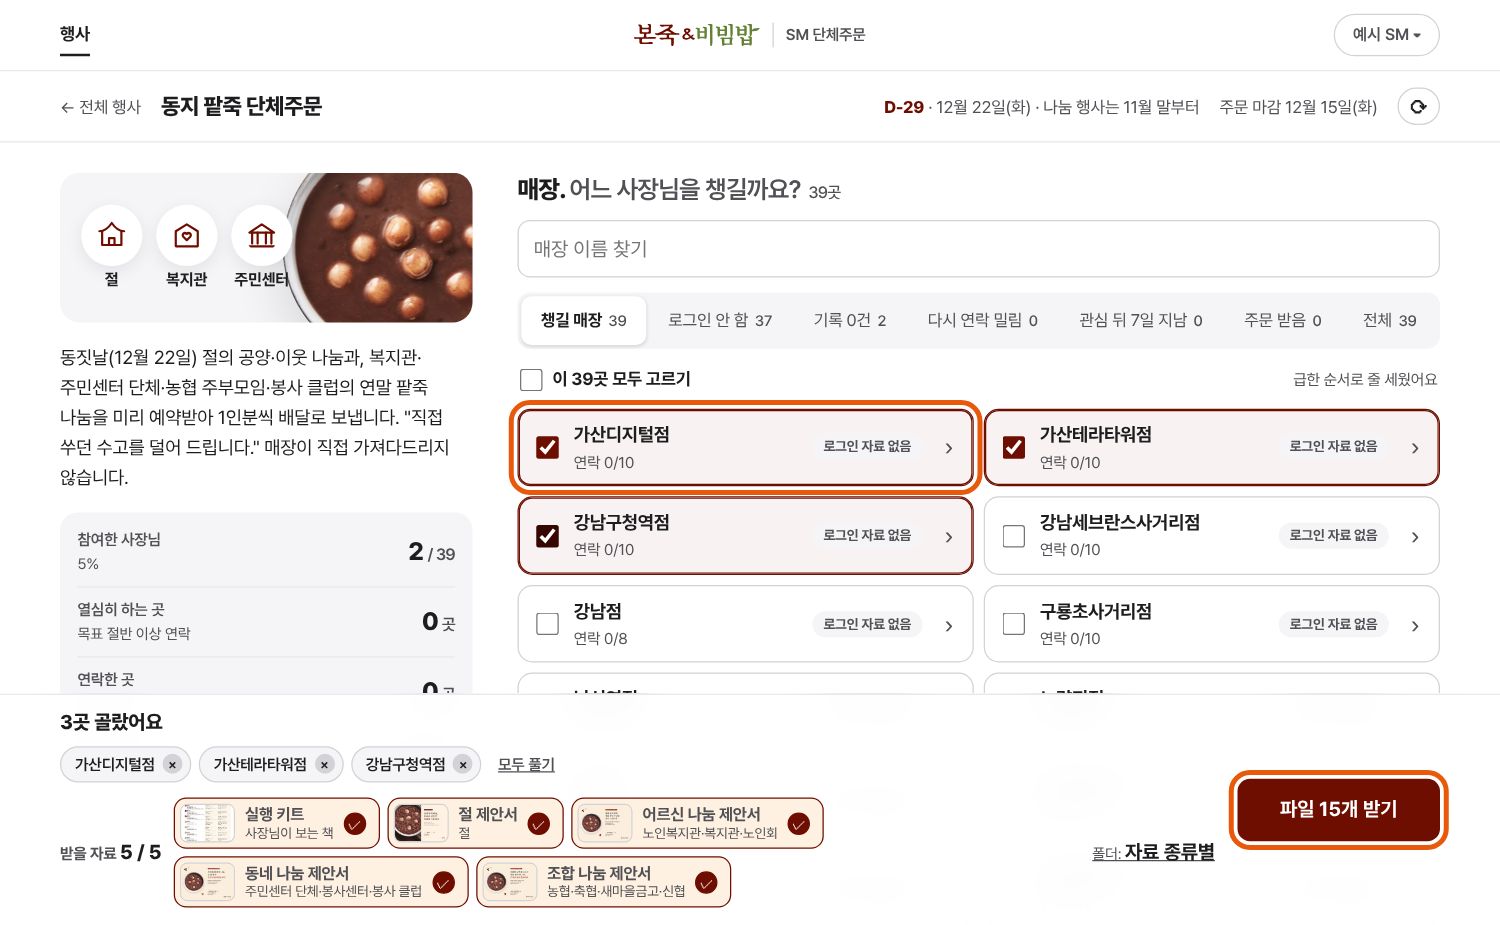 행사
본죽&비빔밥 SM 단체주문
예시 SM
← 전체 행사 동지 팥죽 단체주문
D-29 · 12월 22일(화) · 나눔 행사는 11월 말부터 주문 마감 12월 15일(화)
절 복지관 주민센터
동짓날(12월 22일) 절의 공양·이웃 나눔과, 복지관·
주민센터 단체·농협 주부모임·봉사 클럽의 연말 팥죽
나눔을 미리 예약받아 1인분씩 배달로 보냅니다. "직접
쑤던 수고를 덜어 드립니다." 매장이 직접 가져다드리지
않습니다.
참여한 사장님
5%
2 / 39
열심히 하는 곳
목표 절반 이상 연락
0 곳
연락한 곳
0 곳
매장. 어느 사장님을 챙길까요? 39곳
매장 이름 찾기
챙길 매장 39 로그인 안 함 37 기록 0건 2 다시 연락 밀림 0 관심 뒤 7일 지남 0 주문 받음 0 전체 39
이 39곳 모두 고르기
급한 순서로 줄 세웠어요
가산디지털점
연락 0/10
로그인 자료 없음
가산테라타워점
연락 0/10
로그인 자료 없음
강남구청역점
연락 0/10
로그인 자료 없음
강남세브란스사거리점
연락 0/10
로그인 자료 없음
강남점
연락 0/8
로그인 자료 없음
구룡초사거리점
연락 0/10
로그인 자료 없음
3곳 골랐어요
가산디지털점 × 가산테라타워점 × 강남구청역점 × 모두 풀기
받을 자료 5 / 5
실행 키트
사장님이 보는 책
절 제안서
절
어르신 나눔 제안서
노인복지관·복지관·노인회
동네 나눔 제안서
주민센터 단체·봉사센터·봉사 클럽
조합 나눔 제안서
농협·축협·새마을금고·신협
폴더: 자료 종류별
파일 15개 받기